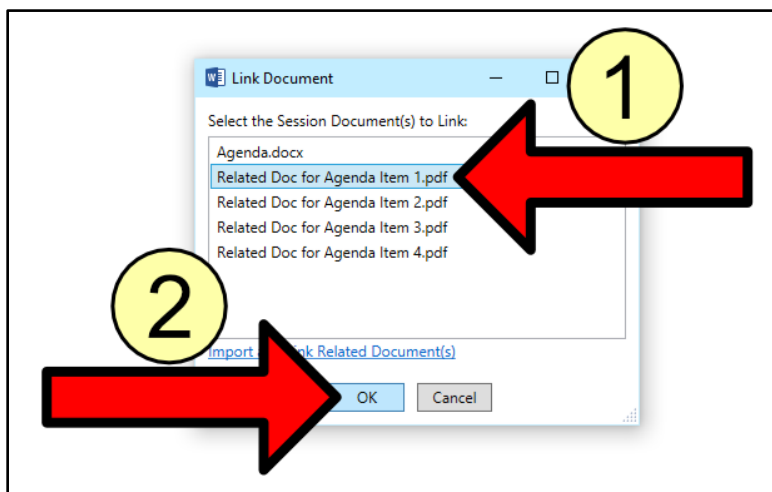 Link Document
1
Select the Session Document(s) to Link:
Agenda.docx
Related Doc for Agenda Item 1.pdf
Related Doc for Agenda Item 2.pdf
Related Doc for Agenda Item 3.pdf
Related Doc for Agenda Item 4.pdf
2
Import Related Document(s)
OK
Cancel